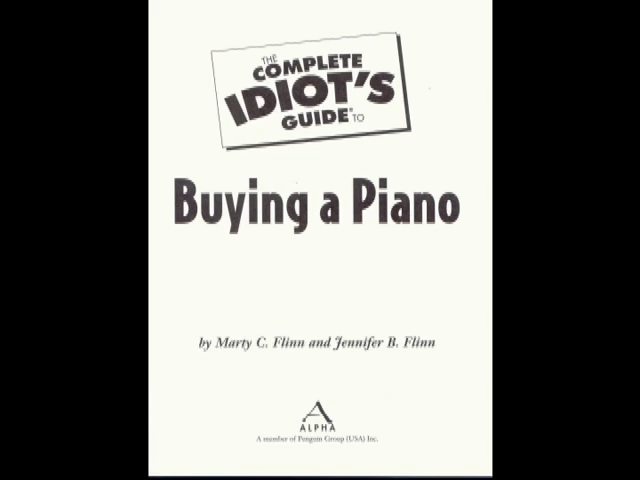 THE
COMPLETE
IDIOT'S
GUIDE® TO
Buying a Piano
by Marty C. Flinn and Jennifer B. Flinn
ALPHA
A member of Penguin Group (USA) Inc.